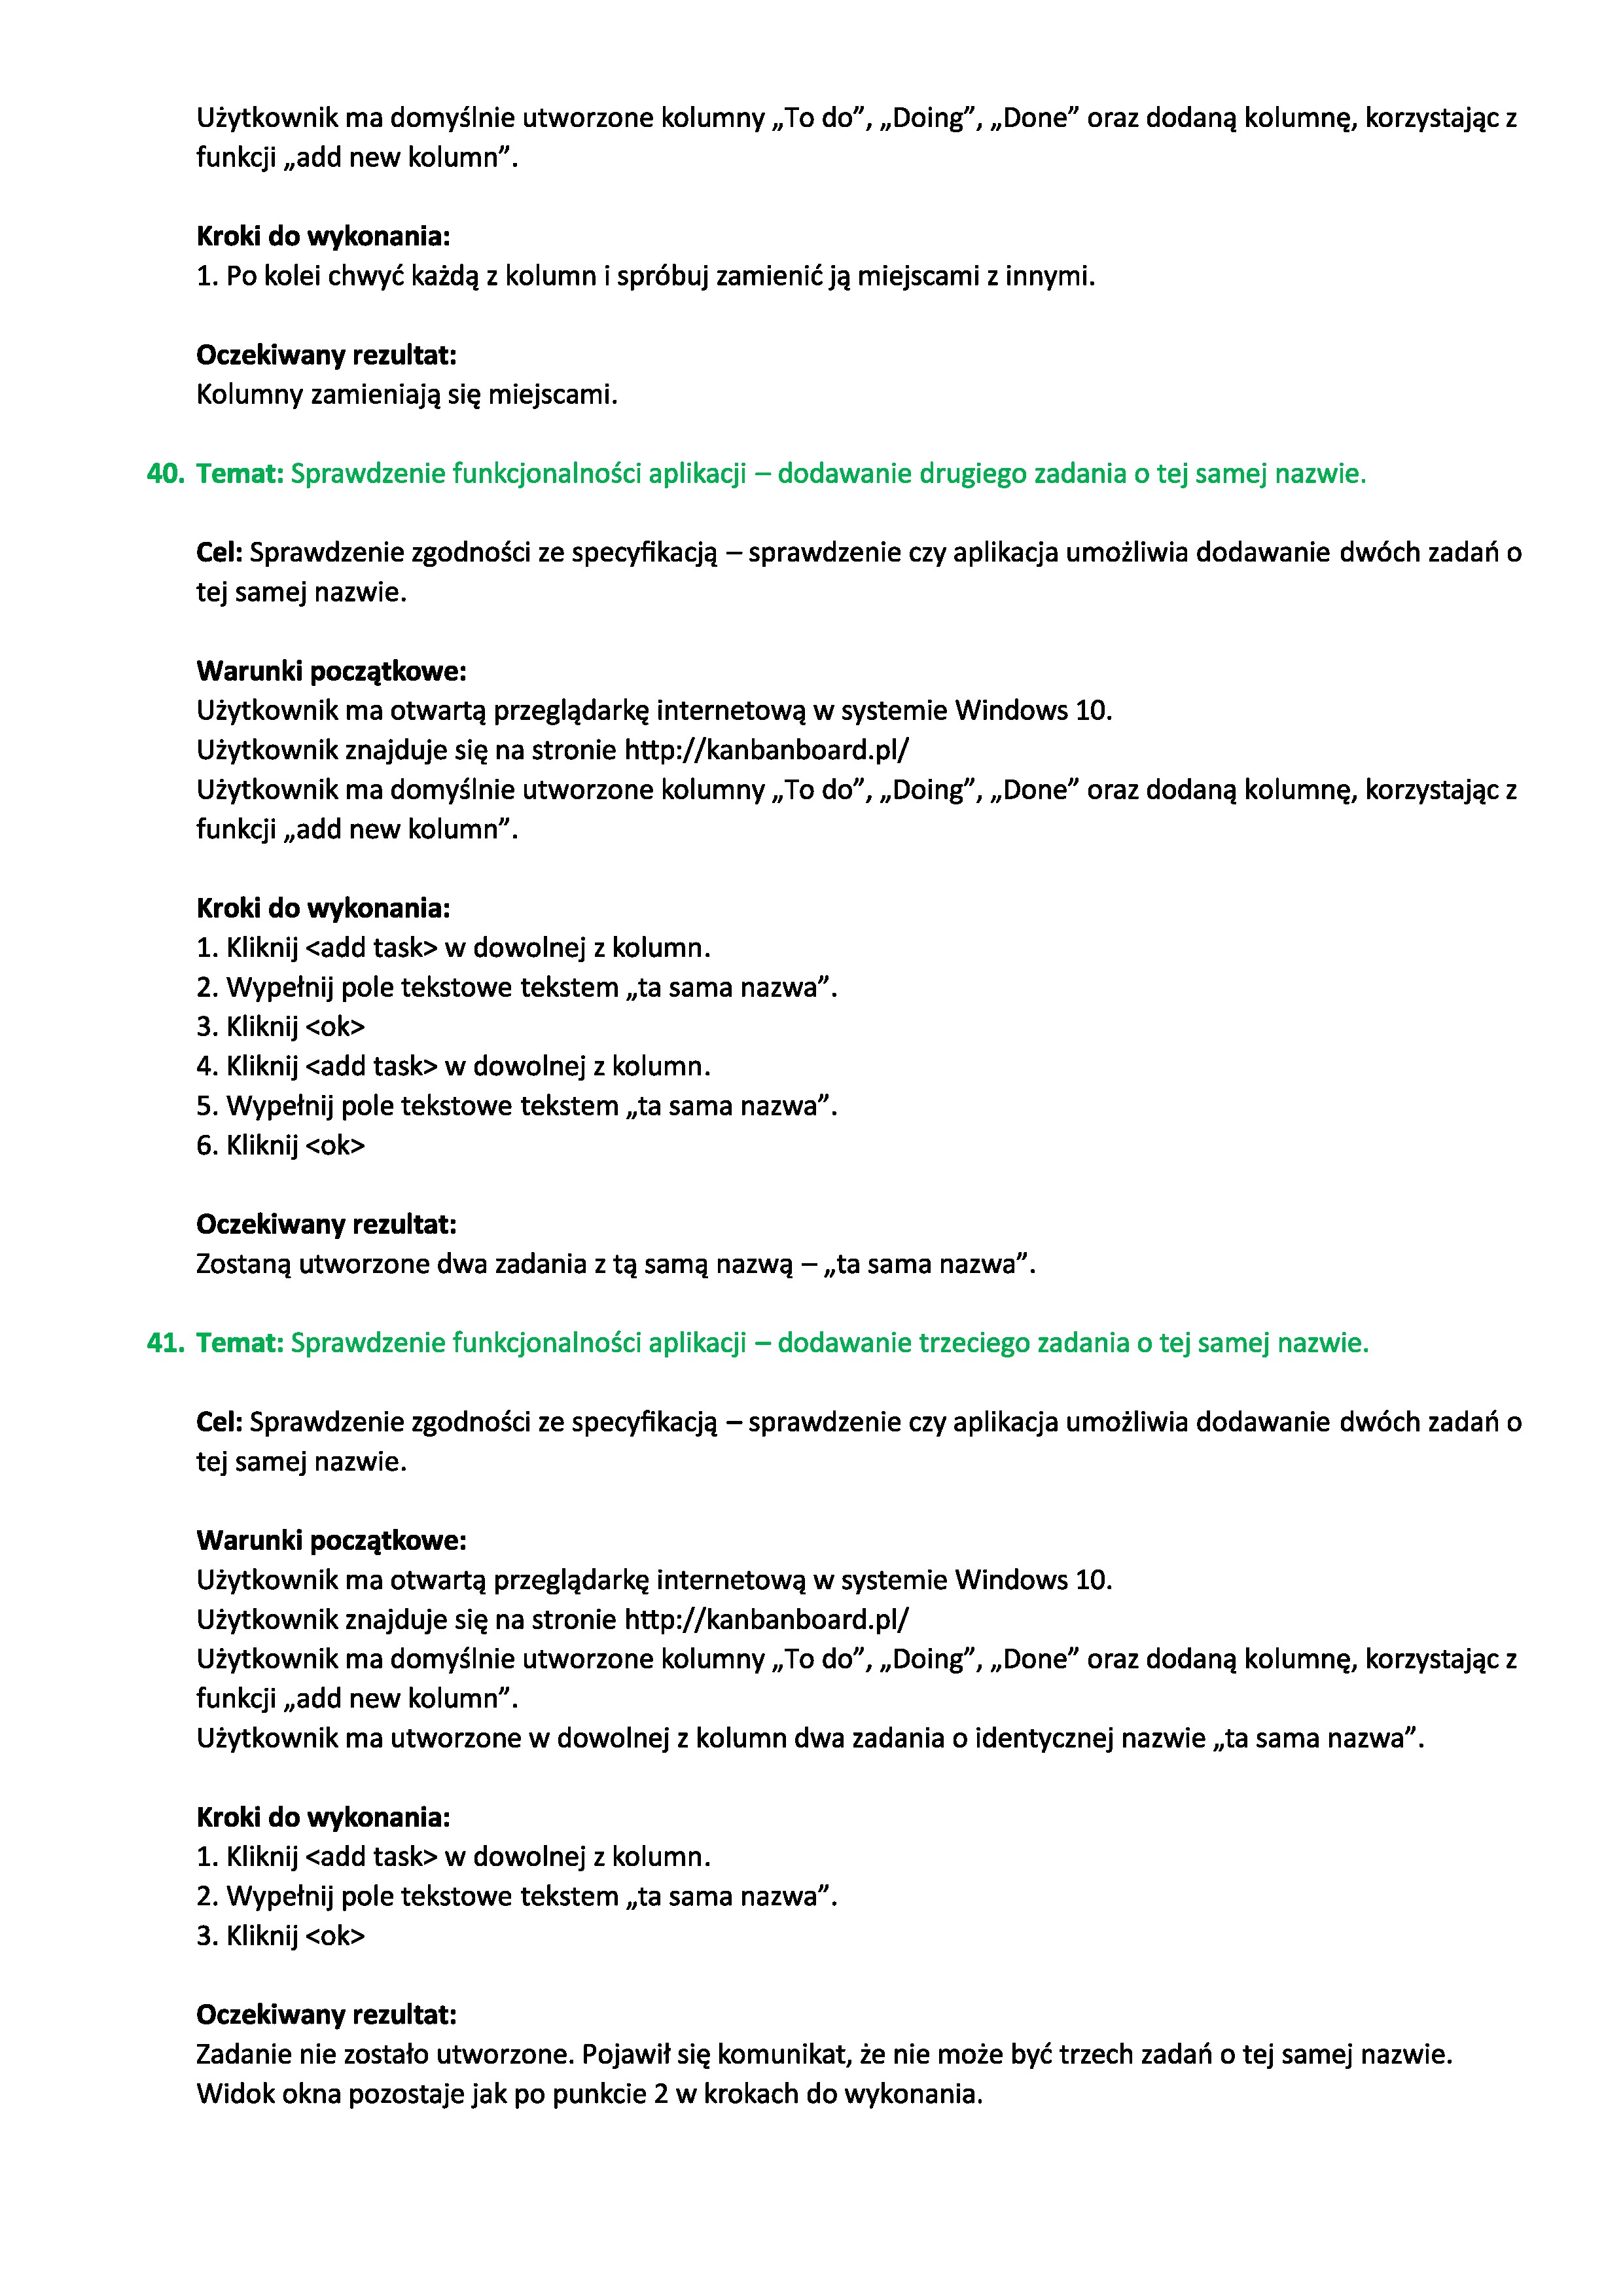 Użytkownik ma domyślnie utworzone kolumny „To do”, „Doing”, „Done” oraz dodaną kolumnę, korzystając z
funkcji „add new kolumn”.
Kroki do wykonania:
1. Po kolei chwyć każdą z kolumn i spróbuj zamienić ją miejscami z innymi.
Oczekiwany rezultat:
Kolumny zamieniają się miejscami.
40. Temat: Sprawdzenie funkcjonalności aplikacji – dodawanie drugiego zadania o tej samej nazwie.
Cel: Sprawdzenie zgodności ze specyfikacją – sprawdzenie czy aplikacja umożliwia dodawanie dwóch zadań o
tej samej nazwie.
Warunki początkowe:
Użytkownik ma otwartą przeglądarkę internetową w systemie Windows 10.
Użytkownik znajduje się na stronie http://kanbanboard.pl/
Użytkownik ma domyślnie utworzone kolumny „To do”, „Doing”, „Done” oraz dodaną kolumnę, korzystając z
funkcji „add new kolumn”.
Kroki do wykonania:
1. Kliknij <add task> w dowolnej z kolumn.
2. Wypełnij pole tekstowe tekstem „ta sama nazwa”.
3. Kliknij <ok>
4. Kliknij <add task> w dowolnej z kolumn.
5. Wypełnij pole tekstowe tekstem „ta sama nazwa”.
6. Kliknij <ok>
Oczekiwany rezultat:
Zostaną utworzone dwa zadania z tą samą nazwą – „ta sama nazwa”.
41. Temat: Sprawdzenie funkcjonalności aplikacji – dodawanie trzeciego zadania o tej samej nazwie.
Cel: Sprawdzenie zgodności ze specyfikacją – sprawdzenie czy aplikacja umożliwia dodawanie dwóch zadań o
tej samej nazwie.
Warunki początkowe:
Użytkownik ma otwartą przeglądarkę internetową w systemie Windows 10.
Użytkownik znajduje się na stronie http://kanbanboard.pl/
Użytkownik ma domyślnie utworzone kolumny „To do”, „Doing”, „Done” oraz dodaną kolumnę, korzystając z
funkcji „add new kolumn”.
Użytkownik ma utworzone w dowolnej z kolumn dwa zadania o identycznej nazwie „ta sama nazwa”.
Kroki do wykonania:
1. Kliknij <add task> w dowolnej z kolumn.
2. Wypełnij pole tekstowe tekstem „ta sama nazwa”.
3. Kliknij <ok>
Oczekiwany rezultat:
Zadanie nie zostało utworzone. Pojawił się komunikat, że nie może być trzech zadań o tej samej nazwie.
Widok okna pozostaje jak po punkcie 2 w krokach do wykonania.